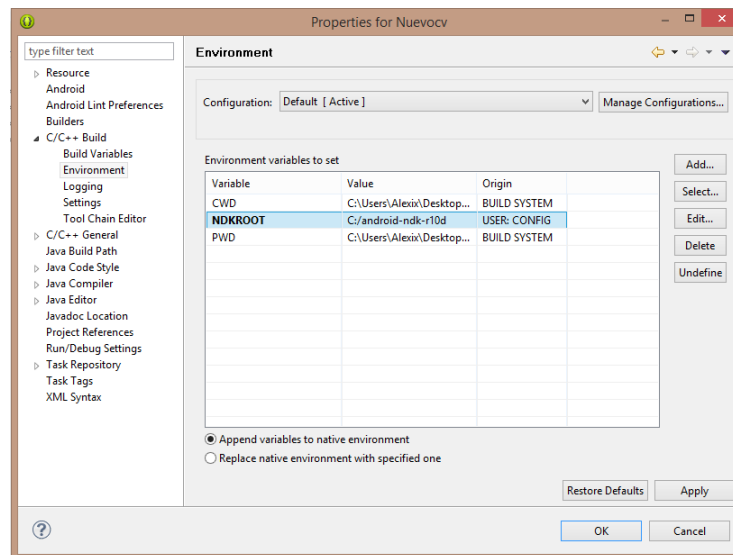 Properties for Nuevocv
type filter text
Resource
Android
Android Lint Preferences
Builders
C/C++ Build
Build Variables
Environment
Logging
Settings
Tool Chain Editor
C/C++ General
Java Build Path
Java Code Style
Java Compiler
Java Editor
Javadoc Location
Project References
Run/Debug Settings
Task Repository
Task Tags
XML Syntax
Environment
Configuration: Default [ Active ] Manage Configurations...
Environment variables to set
Variable Value Origin
CWD C:\Users\Alexix\Desktop... BUILD SYSTEM
NDKROOT C:/android-ndk-r10d USER: CONFIG
PWD C:\Users\Alexix\Desktop... BUILD SYSTEM
Add...
Select...
Edit...
Delete
Undefine
Append variables to native environment
Replace native environment with specified one
Restore Defaults Apply
? OK Cancel